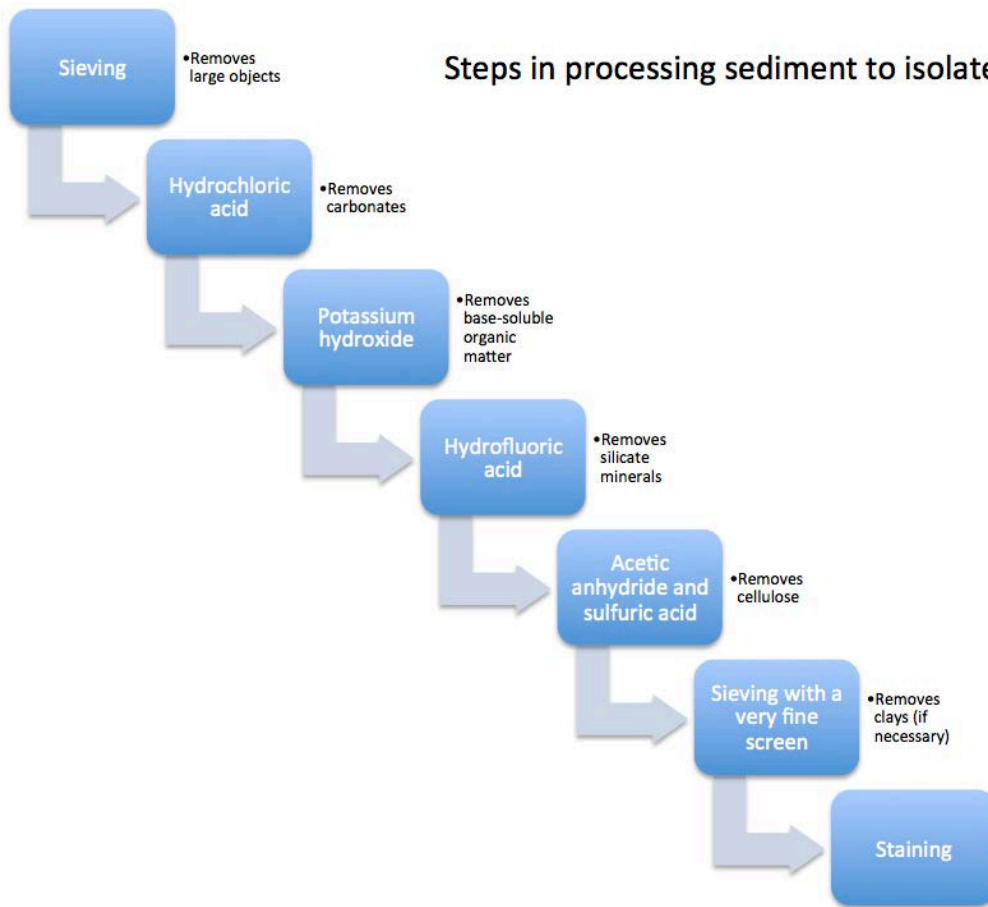 Steps in processing sediment to isolate
Sieving
•Removes
large objects
Hydrochloric
acid
•Removes
carbonates
Potassium
hydroxide
•Removes
base-soluble
organic
matter
Hydrofluoric
acid
•Removes
silicate
minerals
Acetic
anhydride and
sulfuric acid
•Removes
cellulose
Sieving with a
very fine
screen
•Removes
clays (if
necessary)
Staining